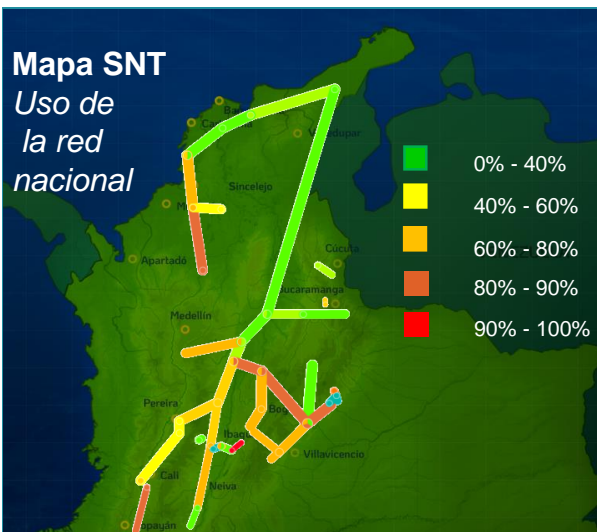 Mapa SNT
Uso de
la red
nacional
Sincelejo
0% - 40%
40% - 60%
60% - 80%
80% - 90%
90% - 100%
Cúcuta
Apartadó
Medellín
Pereira
Villavicencio
Cali
Neiva